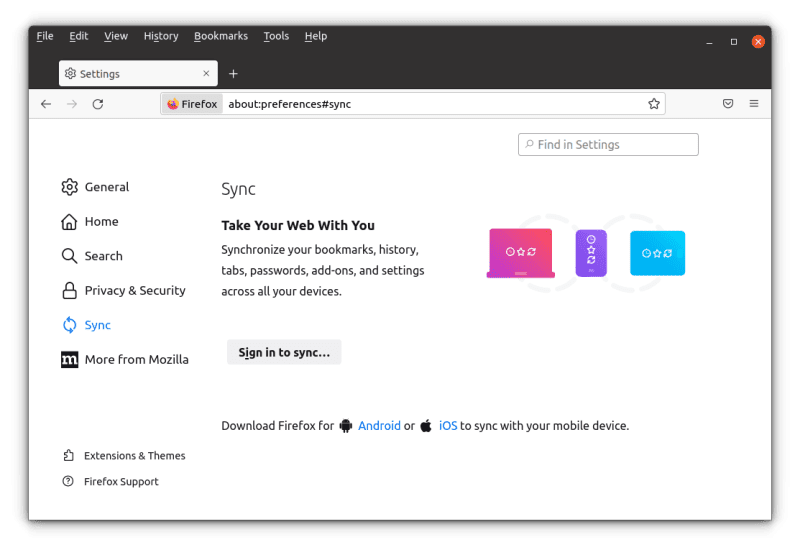 File Edit View History Bookmarks Tools Help
Settings
Firefox about:preferences#sync
Find in Settings
General
Home
Search
Privacy & Security
Sync
More from Mozilla
Extensions & Themes
Firefox Support
Sync
Take Your Web With You
Synchronize your bookmarks, history,
tabs, passwords, add-ons, and settings
across all your devices.
Sign in to sync...
Download Firefox for Android or iOS to sync with your mobile device.